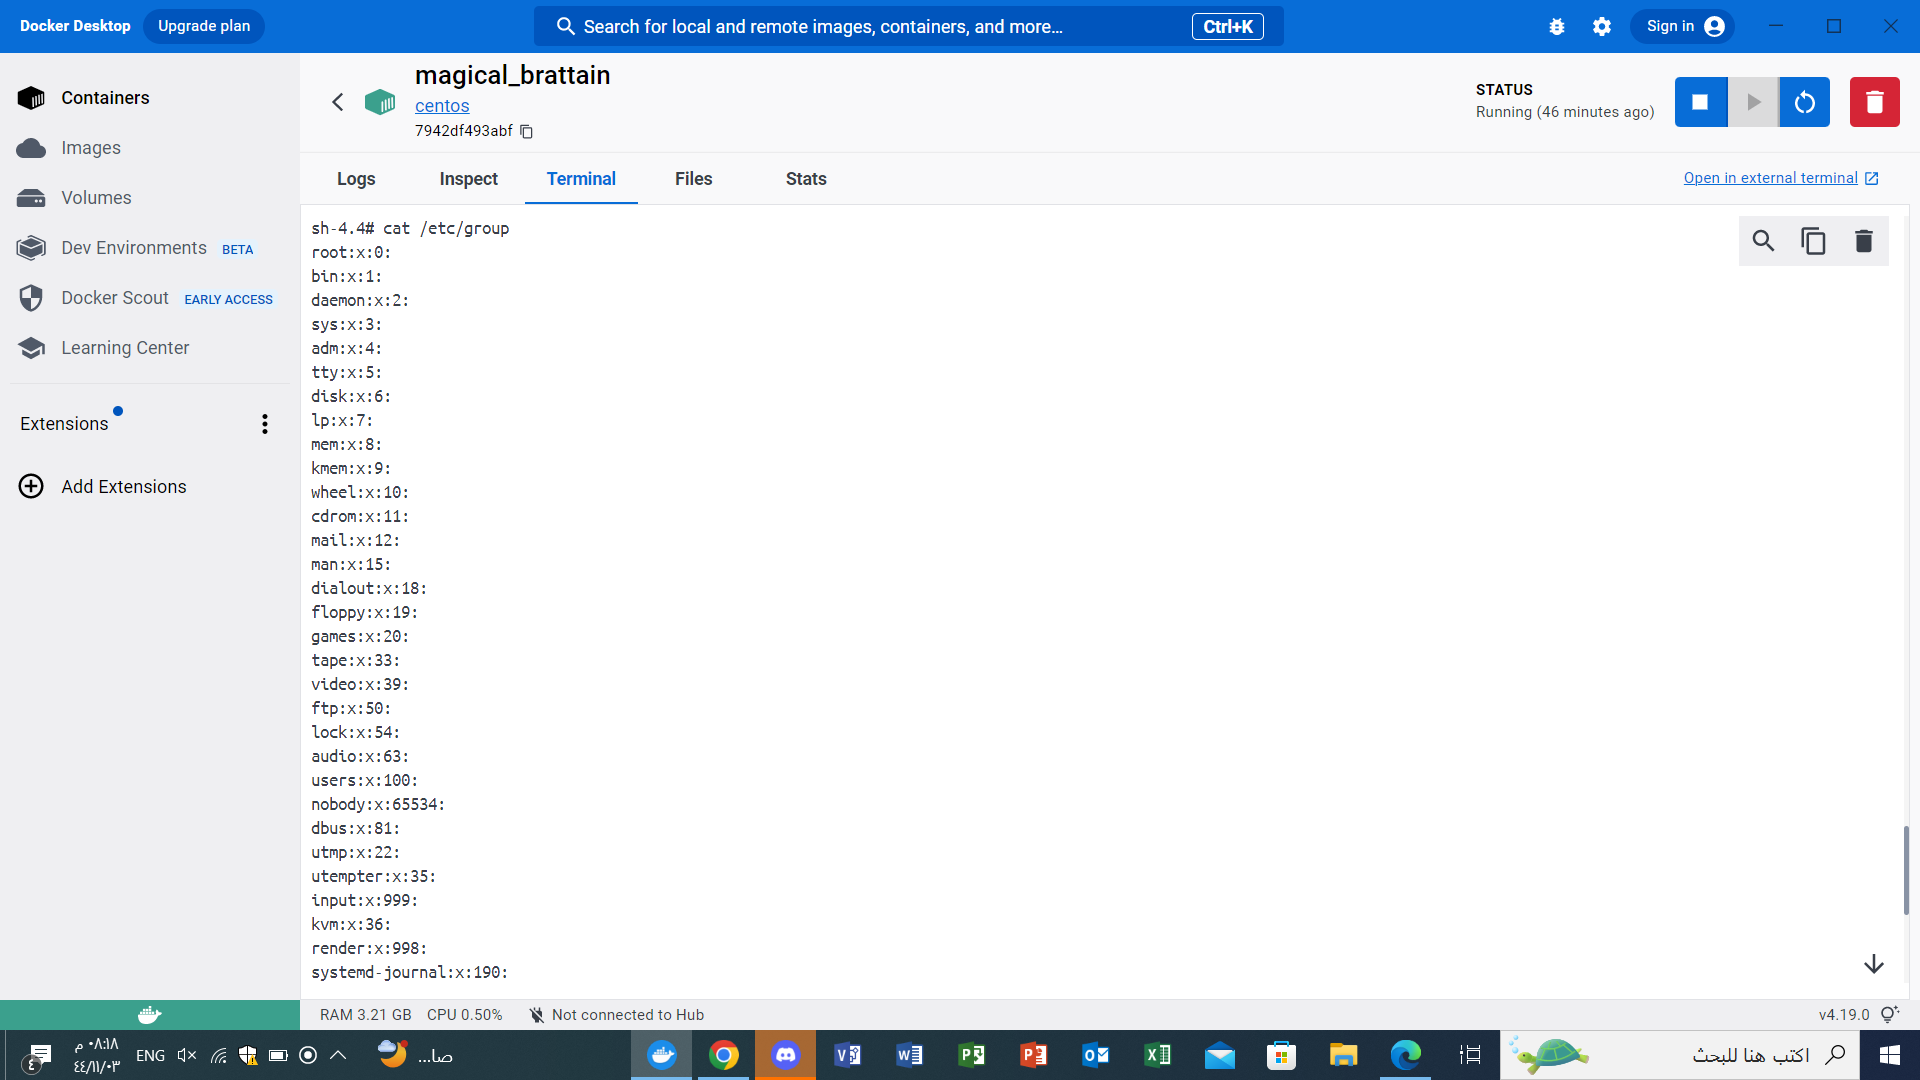 Docker Desktop
Upgrade plan
Search for local and remote images, containers, and more...
Ctrl+K
Sign in
Containers
Images
Volumes
Dev Environments BETA
Docker Scout EARLY ACCESS
Learning Center
Extensions
Add Extensions
magical_brattain
centos
7942df493abf
STATUS
Running (46 minutes ago)
Logs
Inspect
Terminal
Files
Stats
Open in external terminal
sh-4.4# cat /etc/group
root:x:0:
bin:x:1:
daemon:x:2:
sys:x:3:
adm:x:4:
tty:x:5:
disk:x:6:
lp:x:7:
mem:x:8:
kmem:x:9:
wheel:x:10:
cdrom:x:11:
mail:x:12:
man:x:15:
dialout:x:18:
floppy:x:19:
games:x:20:
tape:x:33:
video:x:39:
ftp:x:50:
lock:x:54:
audio:x:63:
users:x:100:
nobody:x:65534:
dbus:x:81:
utmp:x:22:
utempter:x:35:
input:x:999:
kvm:x:36:
render:x:998:
systemd-journal:x:190:
RAM 3.21 GB CPU 0.50%
Not connected to Hub
v4.19.0
٤
٠٨:١٨ م
٤٤/١١/٠٣
ENG
صا...
اكتب هنا للبحث